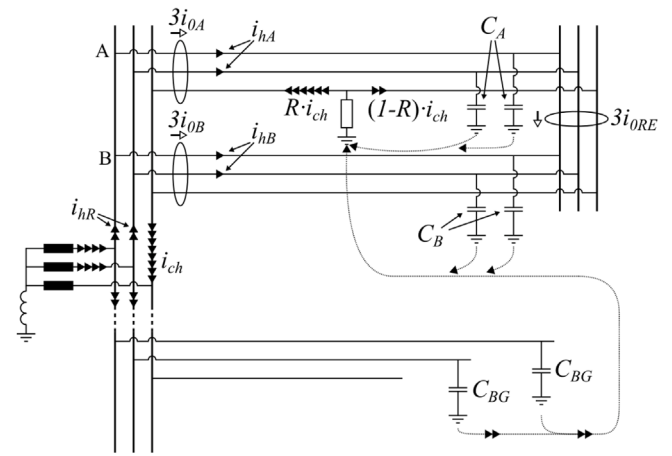 3i0A
ihA
CA
A
R·ich
(1-R)·ich
3i0RE
3i0B
ihB
B
ihR
ich
CB
CBG
CBG